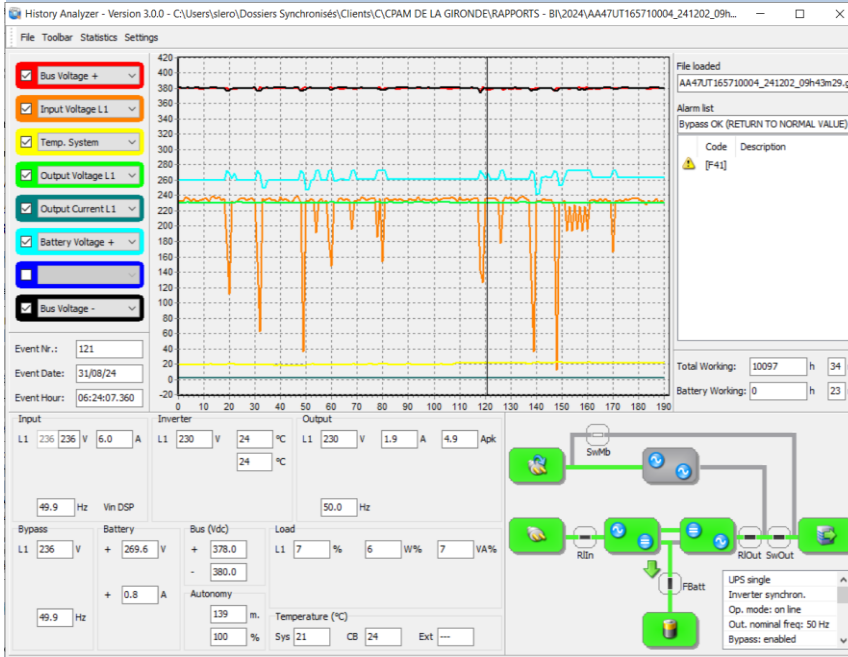 History Analyzer - Version 3.0.0 - C:\Users\slero\Dossiers Synchronisés\Clients\C\CPAM DE LA GIRONDE\RAPPORTS - BI\2024\AA47UT165710004_241202_09h...
File Toolbar Statistics Settings
Bus Voltage +
Input Voltage L1
Temp. System
Output Voltage L1
Output Current L1
Battery Voltage +
Bus Voltage -
Event Nr.: 121
Event Date: 31/08/24
Event Hour: 06:24:07.360
420
400
380
360
340
320
300
280
260
240
220
200
180
160
140
120
100
80
60
40
20
0
-20
0 10 20 30 40 50 60 70 80 90 100 110 120 130 140 150 160 170 180 190
File loaded
AA47UT165710004_241202_09h43m29.g
Alarm list
Bypass OK (RETURN TO NORMAL VALUE)
Code Description
[F41]
Total Working: 10097 h 34
Battery Working: 0 h 23
Input
L1 236 236 V 6.0 A
49.9 Hz Vin DSP
Inverter
L1 230 V 24 °C
24 °C
Output
L1 230 V 1.9 A 4.9 Apk
50.0 Hz
Bypass
L1 236 V
49.9 Hz
Battery
+ 269.6 V
+ 0.8 A
Bus (Vdc)
+ 378.0
- 380.0
Autonomy
139 m.
100 %
Load
L1 7 % 6 W% 7 VA%
Temperature (°C)
Sys 21 CB 24 Ext ---
SwMb
RIIn
RIOut SwOut
FBatt
UPS single
Inverter synchron.
Op. mode: on line
Out. nominal freq: 50 Hz
Bypass: enabled